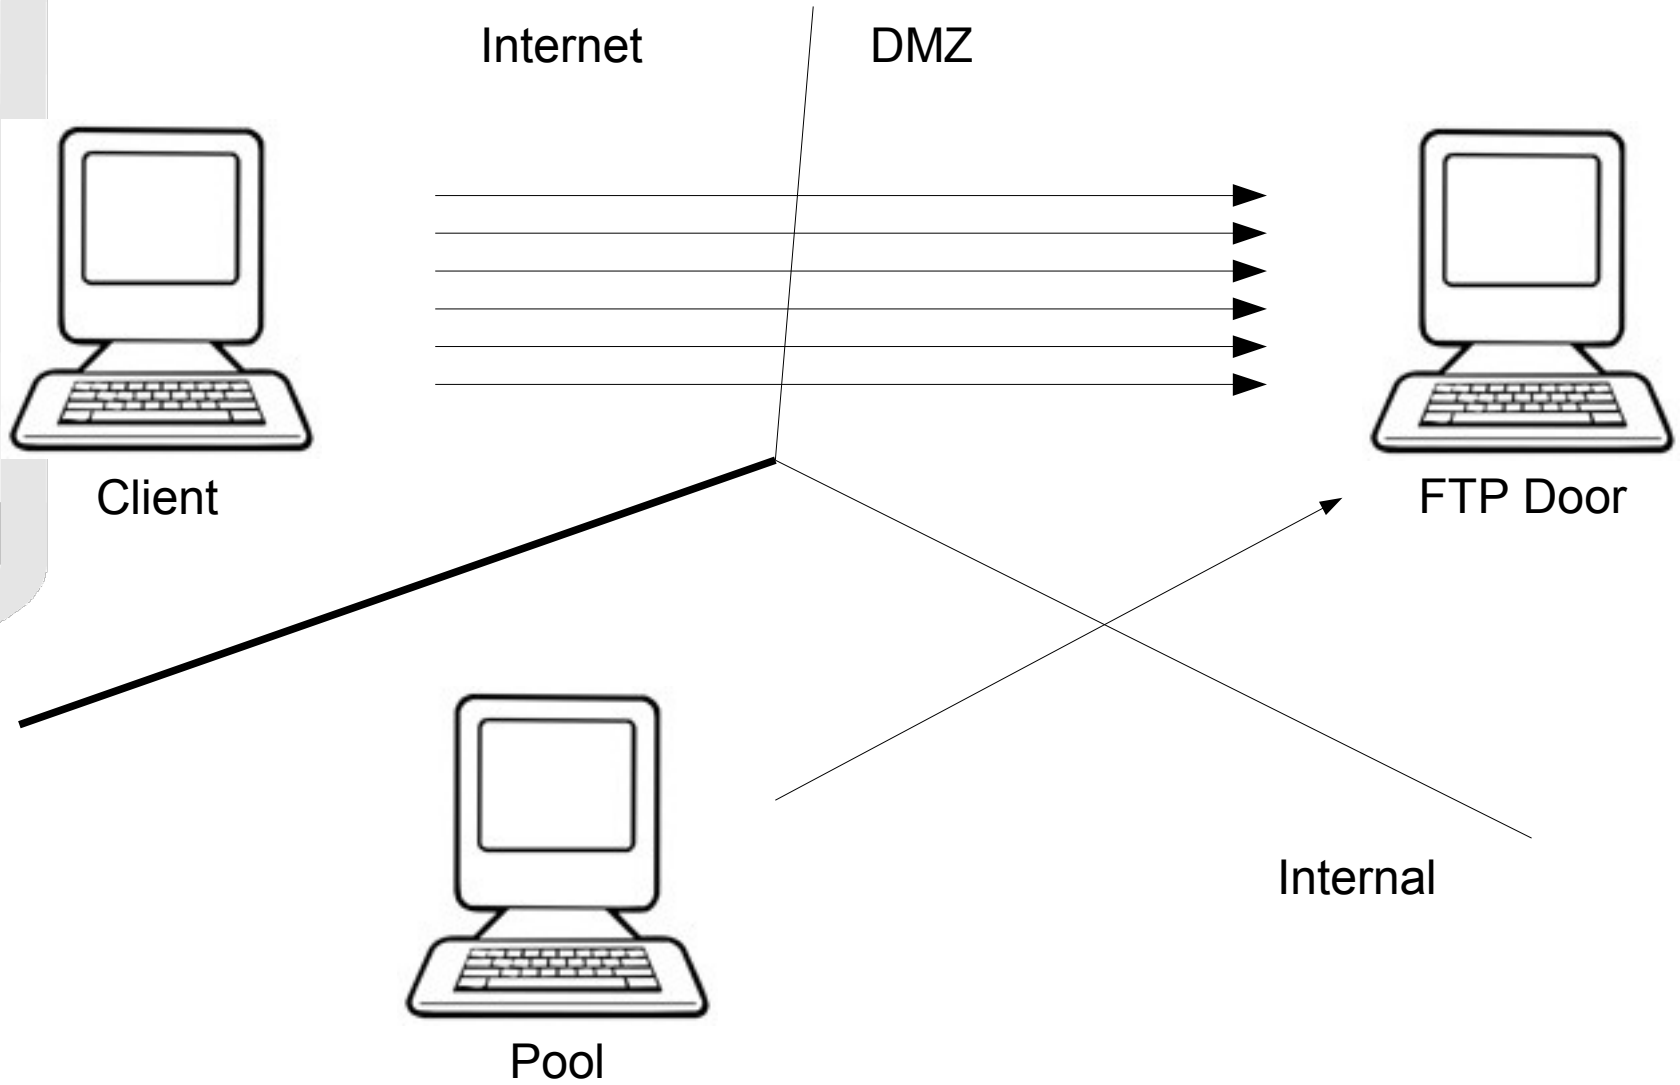 Internet
DMZ
Client
FTP Door
Internal
Pool